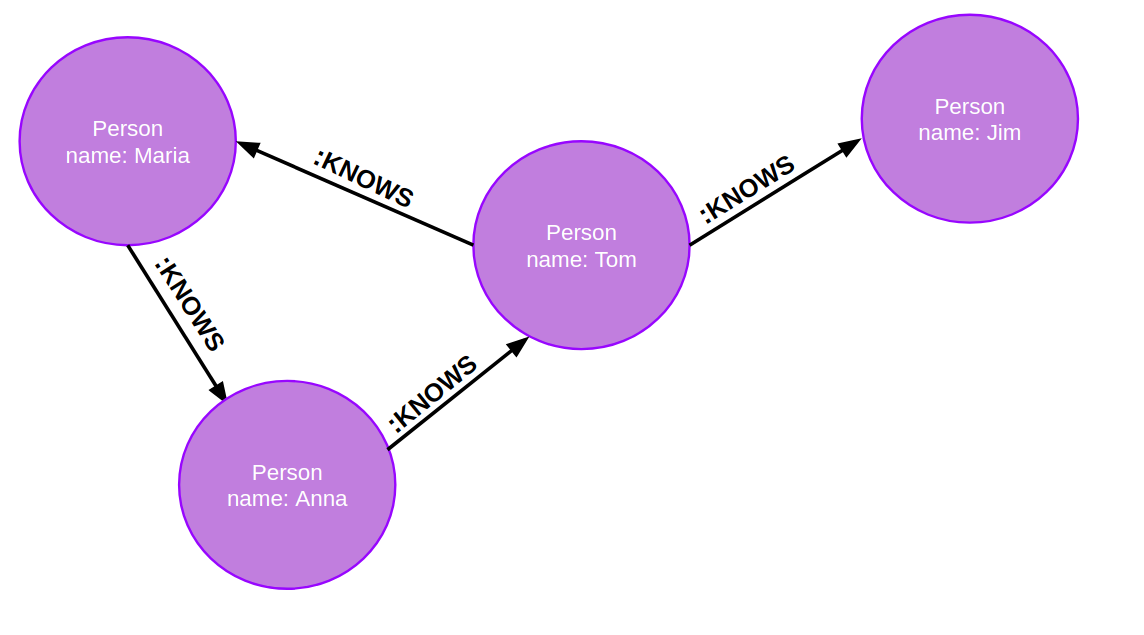 Person
name: Maria
:KNOWS
Person
name: Tom
:KNOWS
Person
name: Jim
:KNOWS
Person
name: Anna
:KNOWS